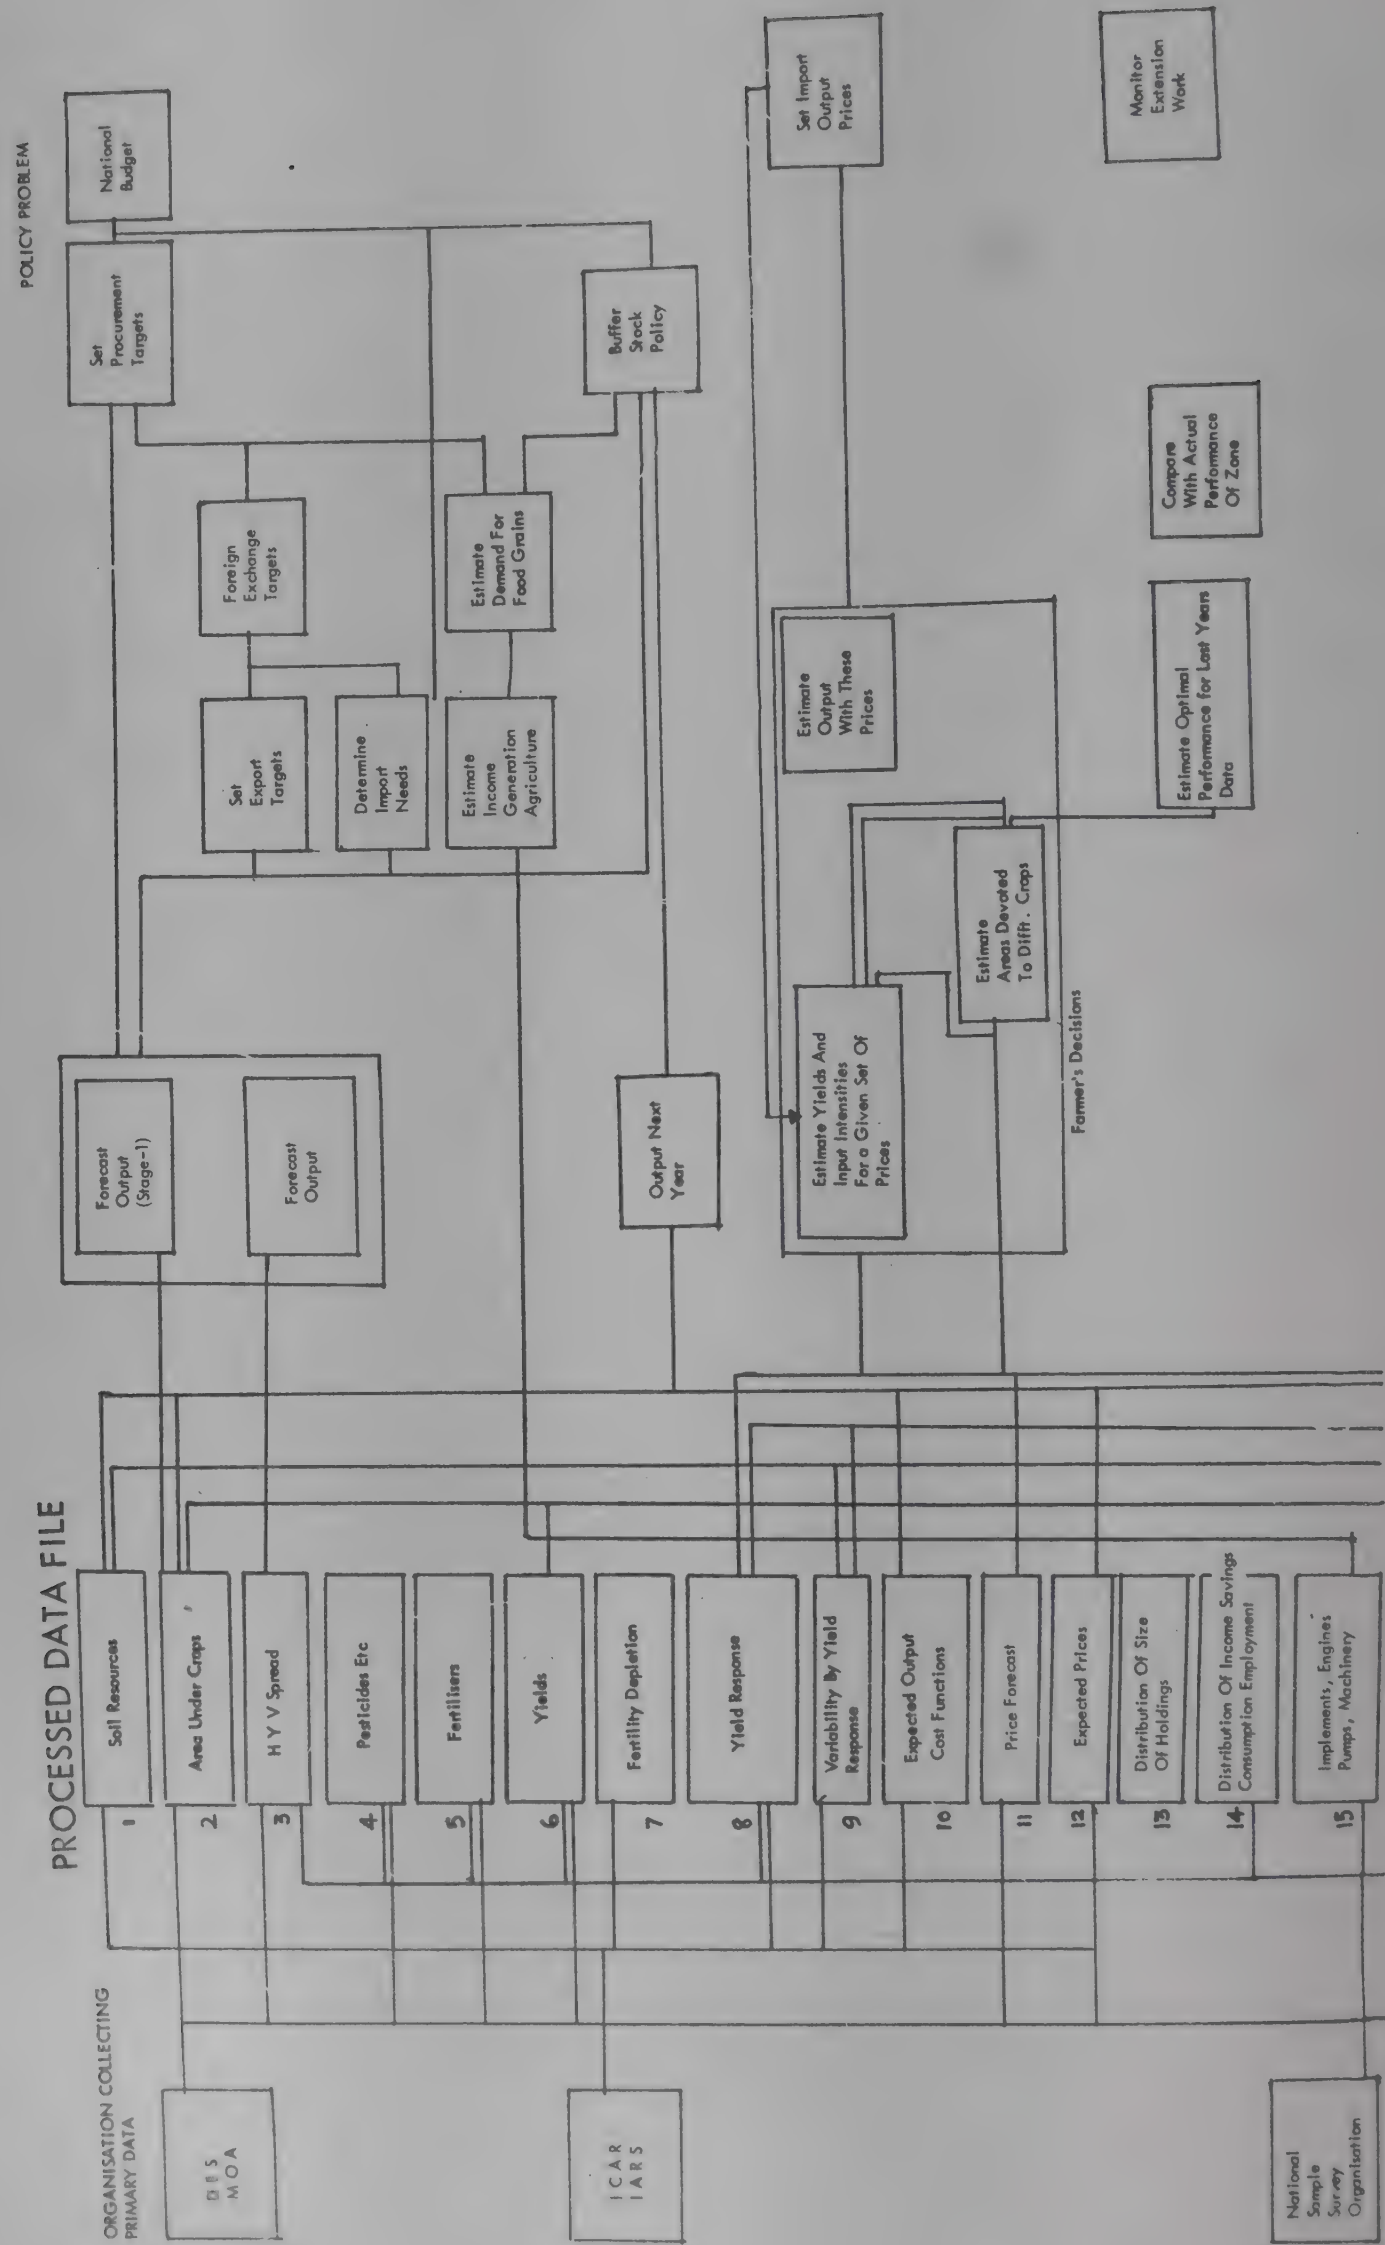 POLICY PROBLEM
PROCESSED DATA FILE
ORGANISATION COLLECTING
PRIMARY DATA
MOA
ICAR
IARS
National
Sample
Survey
Organisation
1
Soil Resources
2
Area Under Crops
3
H Y V Spread
4
Pesticides Etc
5
Fertilisers
6
Yields
7
Fertility Depletion
8
Yield Response
9
Variability By Yield
Response
10
Expected Output
Cost Functions
11
Price Forecast
12
Expected Prices
13
Distribution Of Size
Of Holdings
14
Distribution Of Income Savings
Consumption Employment
15
Implements, Engines
Pumps, Machinery
Forecast
Output
(Stage-1)
Forecast
Output
Output Next
Year
Estimate Yields And
Input Intensities
For a Given Set Of
Prices
Estimate
Areas Devoted
To Difft. Crops
Farmer's Decisions
Estimate
Output
With These
Prices
Set
Export
Targets
Determine
Import
Needs
Estimate
Income
Generation
Agriculture
Foreign
Exchange
Targets
Estimate
Demand For
Food Grains
Set
Procurement
Targets
National
Budget
Buffer
Stock
Policy
Set Import
Output
Prices
Estimate Optimal
Performance for Last Years
Data
Compare
With Actual
Performance
Of Zone
Monitor
Extension
Work